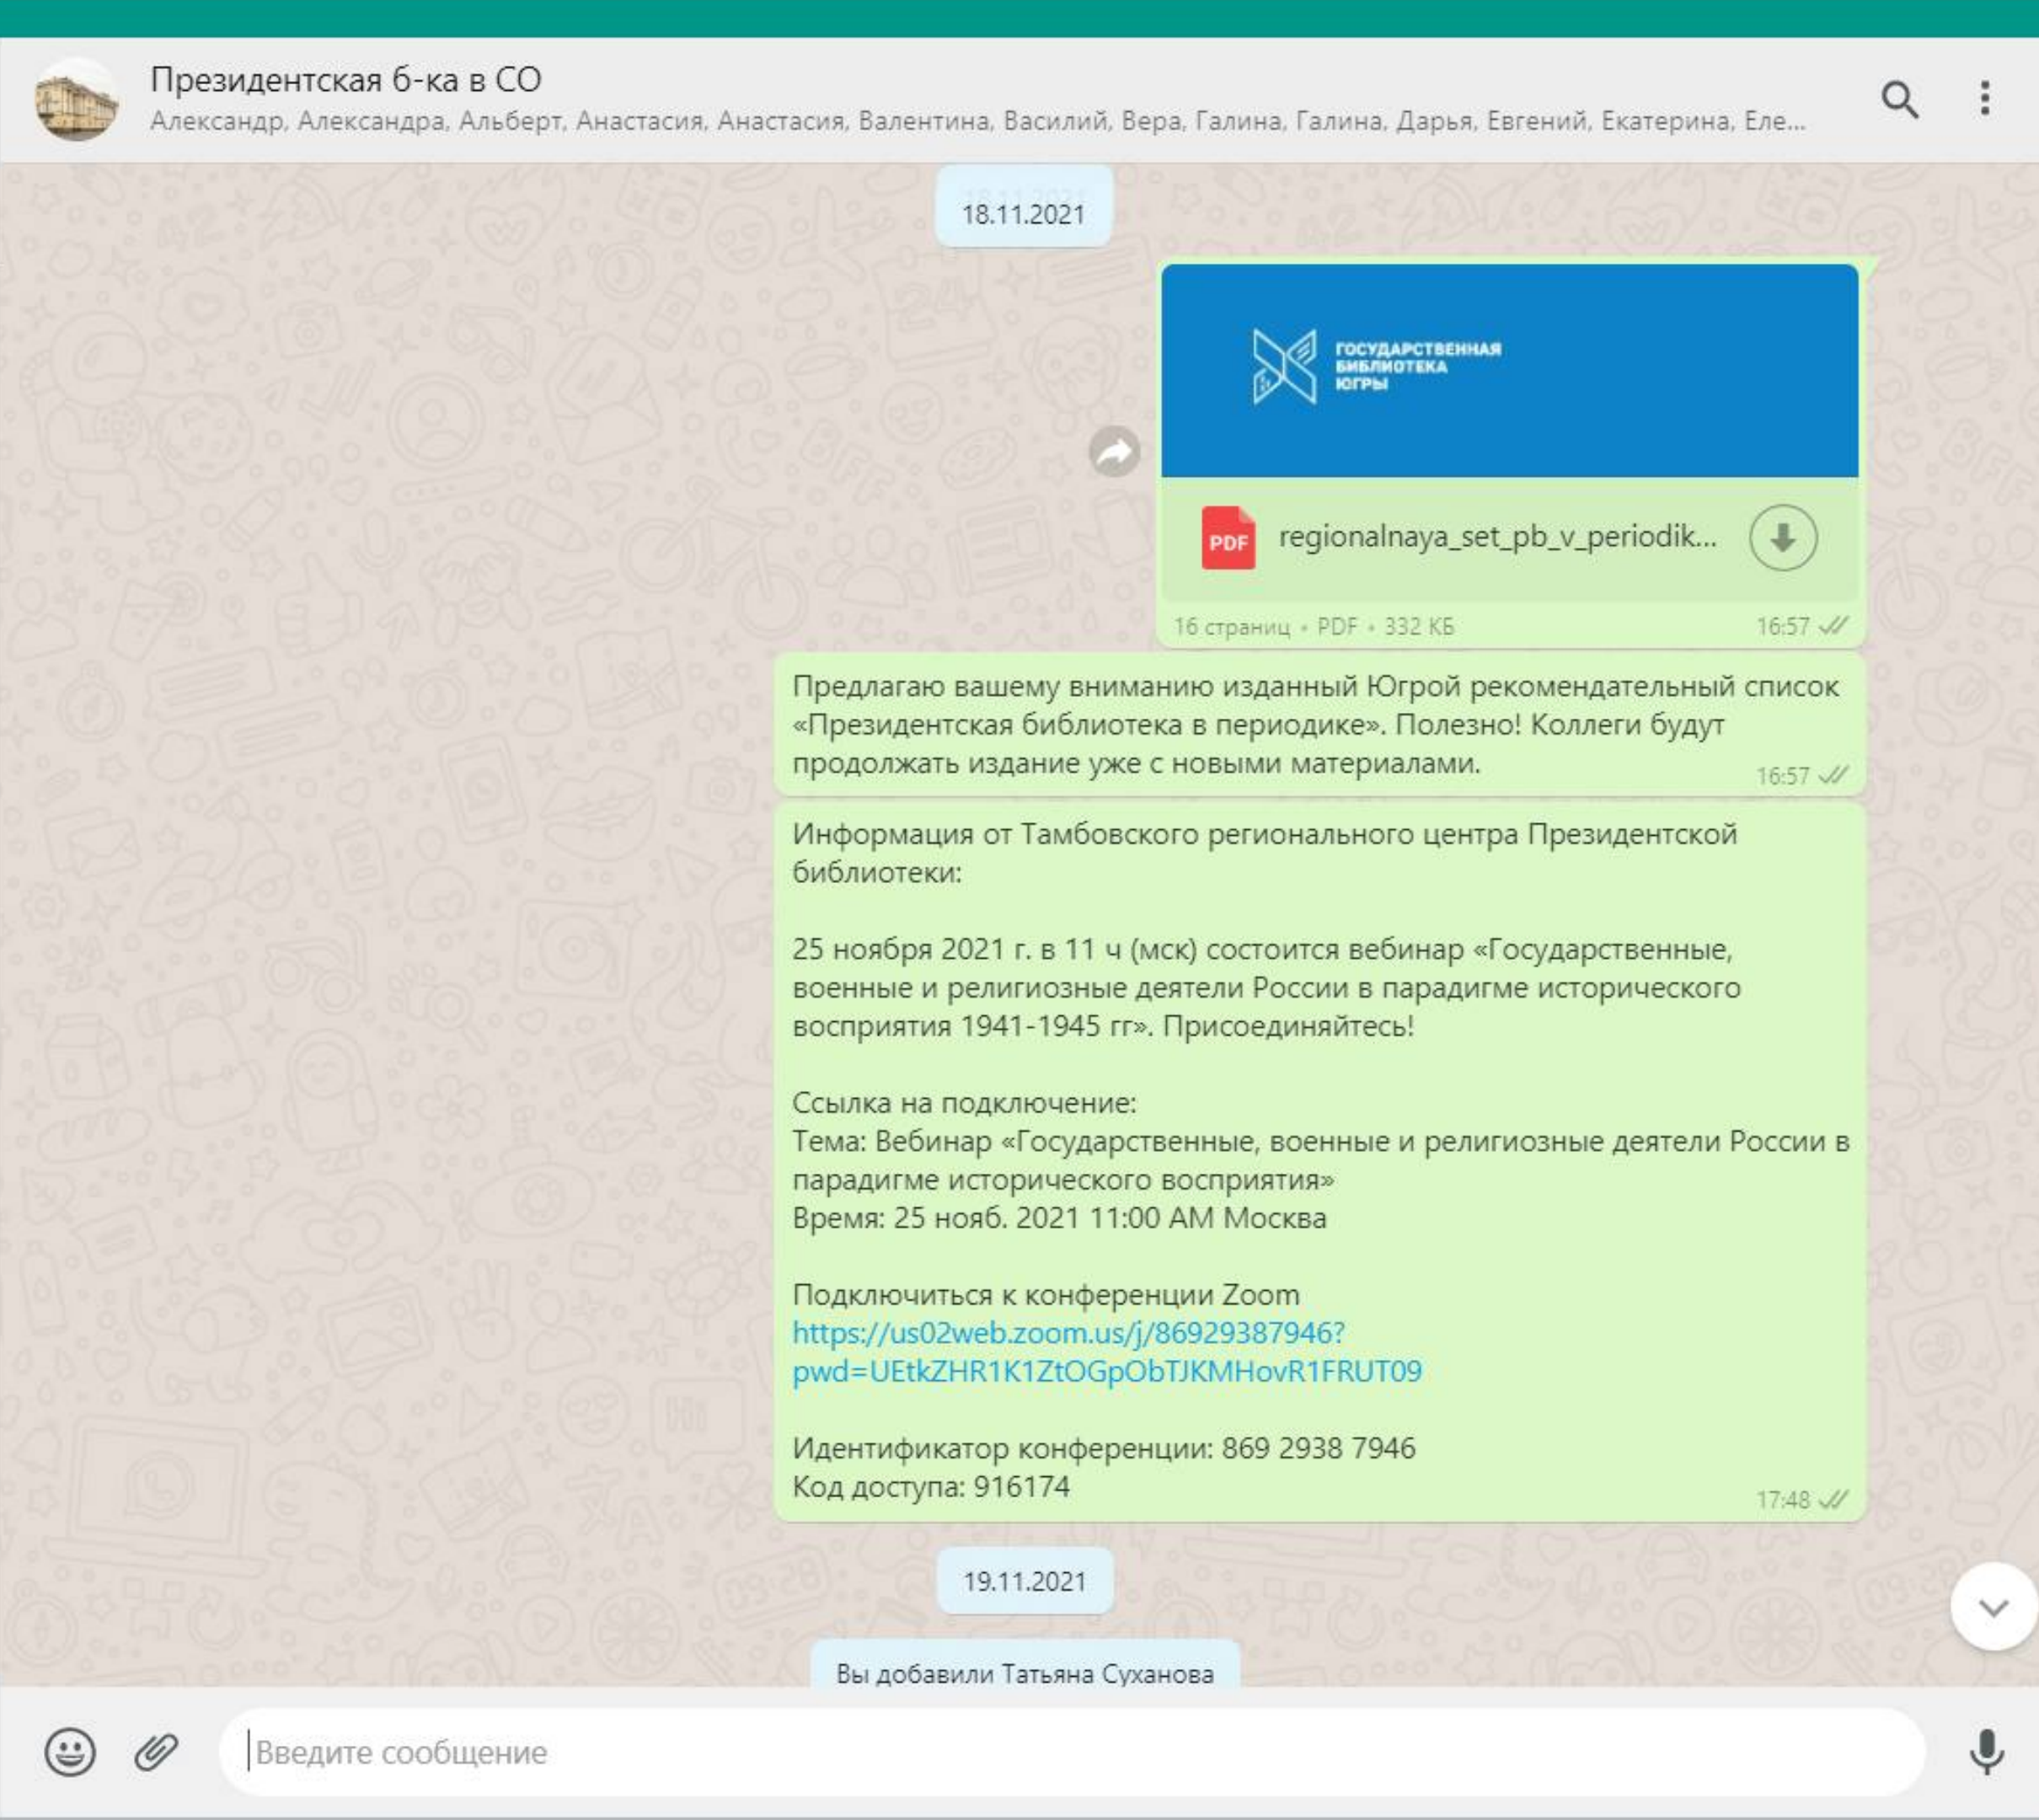 Президентская б-ка в СО
Александр, Александра, Альберт, Анастасия, Анастасия, Валентина, Василий, Вера, Галина, Галина, Дарья, Евгений, Екатерина, Еле...
18.11.2021
ГОСУДАРСТВЕННАЯ
БИБЛИОТЕКА
ЮГРЫ
PDF regionalnaya_set_pb_v_periodik...
16 страниц • PDF • 332 КБ 16:57
Предлагаю вашему вниманию изданный Югрой рекомендательный список
«Президентская библиотека в периодике». Полезно! Коллеги будут
продолжать издание уже с новыми материалами. 16:57
Информация от Тамбовского регионального центра Президентской
библиотеки:
25 ноября 2021 г. в 11 ч (мск) состоится вебинар «Государственные,
военные и религиозные деятели России в парадигме исторического
восприятия 1941-1945 гг». Присоединяйтесь!
Ссылка на подключение:
Тема: Вебинар «Государственные, военные и религиозные деятели России в
парадигме исторического восприятия»
Время: 25 нояб. 2021 11:00 AM Москва
Подключиться к конференции Zoom
https://us02web.zoom.us/j/86929387946?
pwd=UEtkZHR1K1ZtOGpObTJKMHovR1FRUT09
Идентификатор конференции: 869 2938 7946
Код доступа: 916174
17:48
19.11.2021
Вы добавили Татьяна Суханова
Введите сообщение